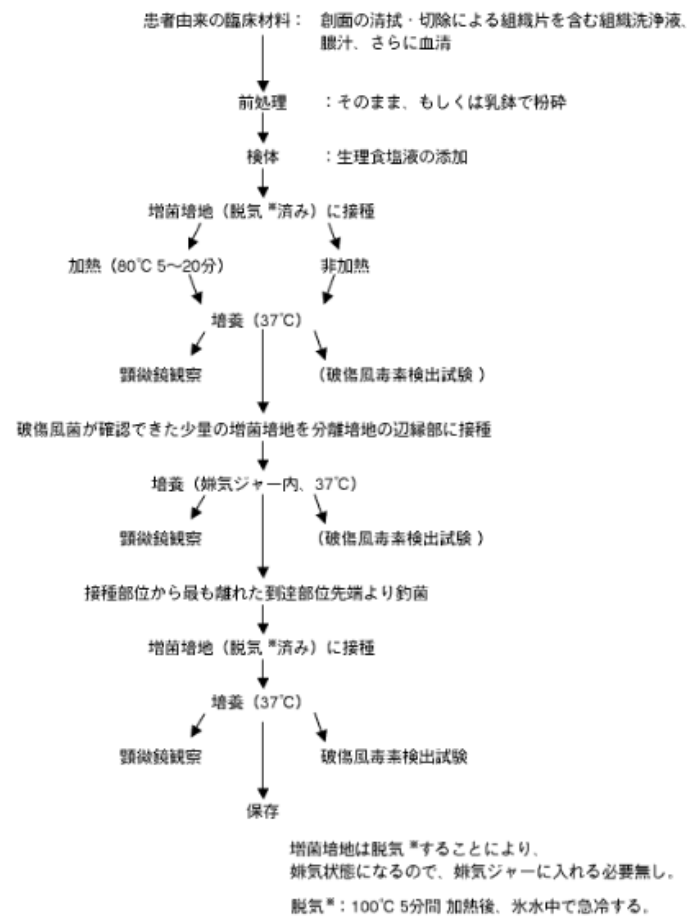 患者由来の臨床材料： 創面の清拭・切除による組織片を含む組織洗浄液、
膿汁、さらに血清
前処理 ：そのまま、もしくは乳鉢で粉砕
検体 ：生理食塩液の添加
増菌培地（脱気※済み）に接種
加熱（80℃ 5〜20分） 非加熱
培養（37℃）
顕微鏡観察 （破傷風毒素検出試験 ）
破傷風菌が確認できた少量の増菌培地を分離培地の辺縁部に接種
培養（嫌気ジャー内、37℃）
顕微鏡観察 （破傷風毒素検出試験 ）
接種部位から最も離れた到達部位先端より釣菌
増菌培地（脱気※済み）に接種
培養（37℃）
顕微鏡観察 破傷風毒素検出試験
保存
増菌培地は脱気※することにより、
嫌気状態になるので、嫌気ジャーに入れる必要無し。
脱気※：100℃ 5分間 加熱後、氷水中で急冷する。